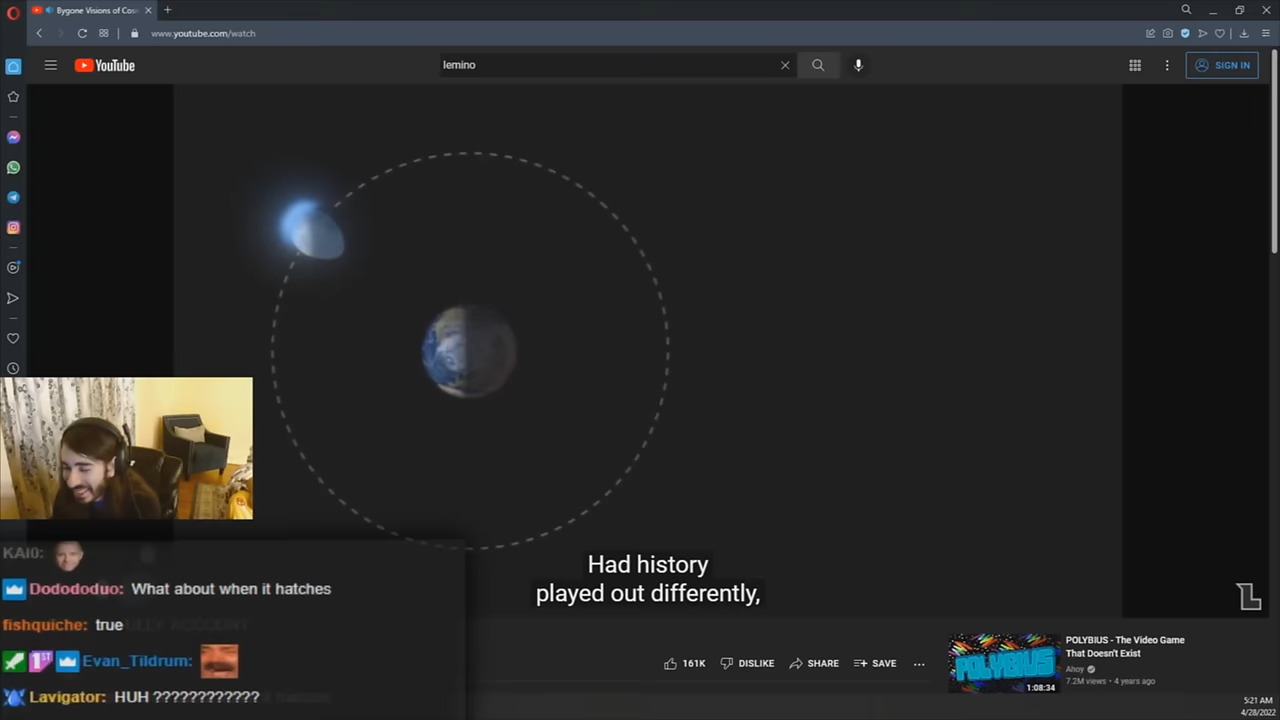 Bygone Visions of Cos
www.youtube.com/watch
YouTube
lemino
SIGN IN
Had history
played out differently,
KAI0:
Dodododuo: What about when it hatches
fishquiche: true
Evan_Tildrum:
Lavigator: HUH ????????????
161K
DISLIKE
SHARE
SAVE
POLYBIUS
1:08:34
POLYBIUS - The Video Game
That Doesn't Exist
Ahoy
7.2M views • 4 years ago
5:21 AM
4/28/2022